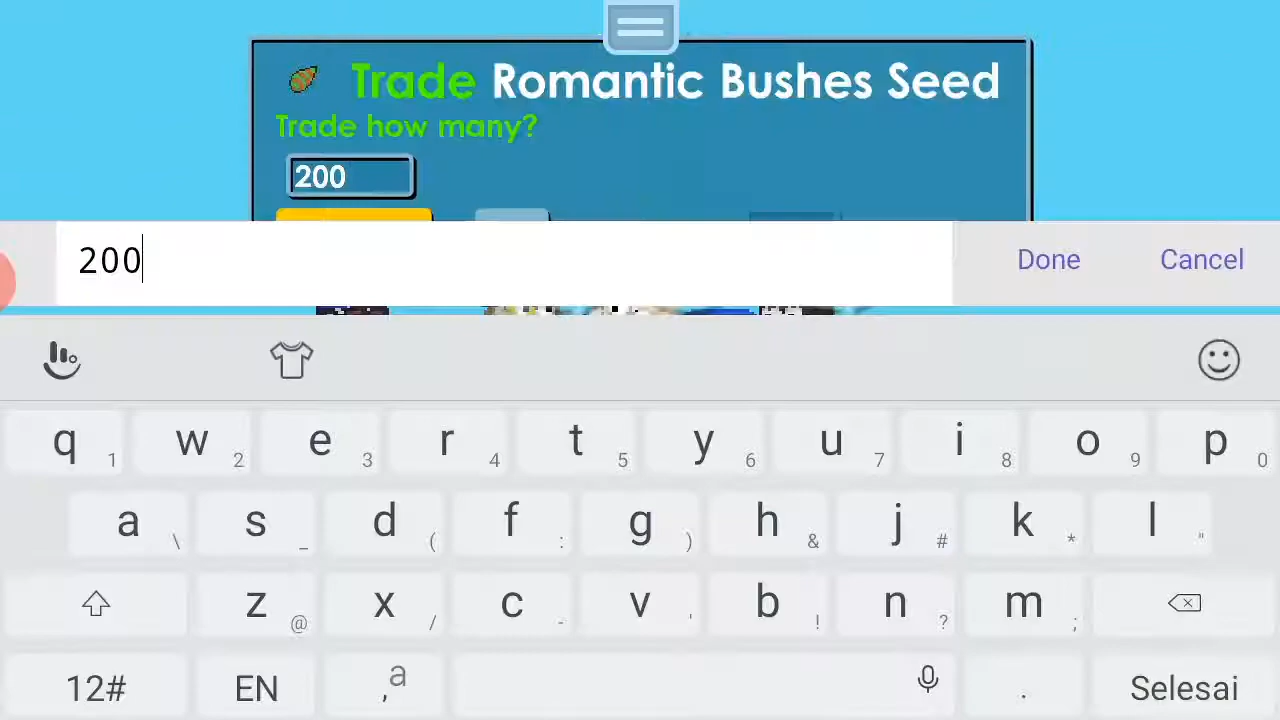 Trade Romantic Bushes Seed
Trade how many?
200
200
Done Cancel
q 1 w 2 e 3 r 4 t 5 y 6 u 7 i 8 o 9 p 0
a \ s _ d ( f : g ) h & j # k * l "
z @ x / c - v ' b ! n ? m ;
12# EN , a . Selesai